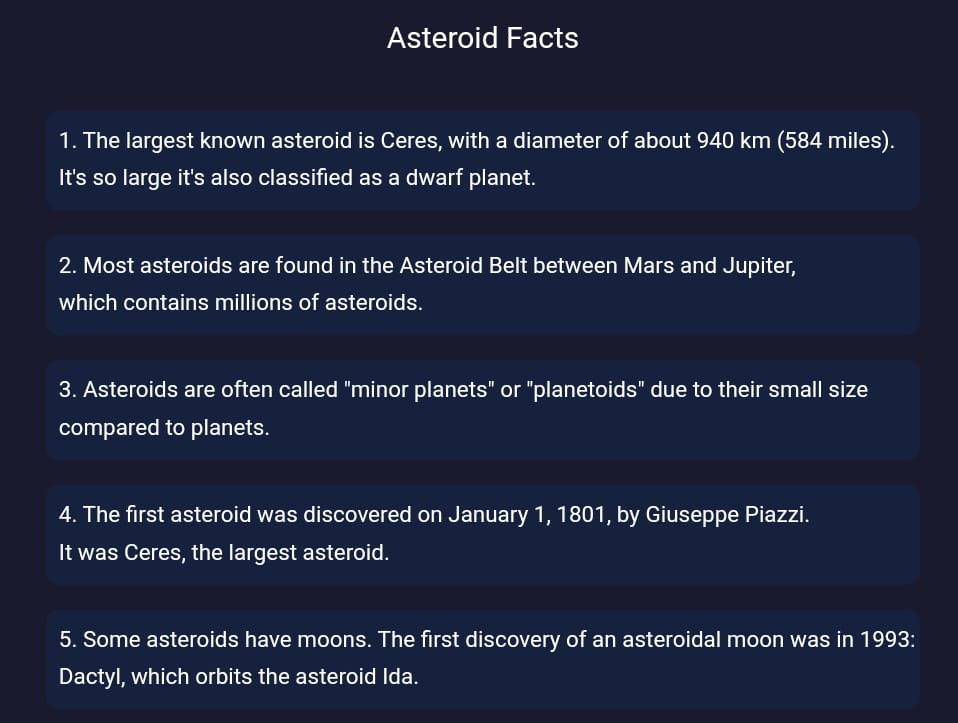 Asteroid Facts
1. The largest known asteroid is Ceres, with a diameter of about 940 km (584 miles).
It's so large it's also classified as a dwarf planet.
2. Most asteroids are found in the Asteroid Belt between Mars and Jupiter,
which contains millions of asteroids.
3. Asteroids are often called "minor planets" or "planetoids" due to their small size
compared to planets.
4. The first asteroid was discovered on January 1, 1801, by Giuseppe Piazzi.
It was Ceres, the largest asteroid.
5. Some asteroids have moons. The first discovery of an asteroidal moon was in 1993:
Dactyl, which orbits the asteroid Ida.